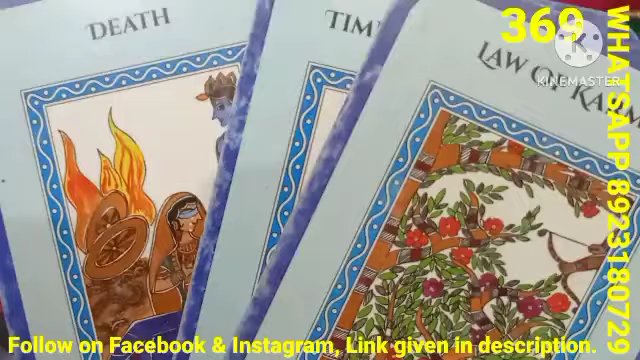 DEATH
TIM
LAW OF KARM
369
KINEMASTER
WHATSAPP 8923180729
Follow on Facebook & Instagram, Link given in description.